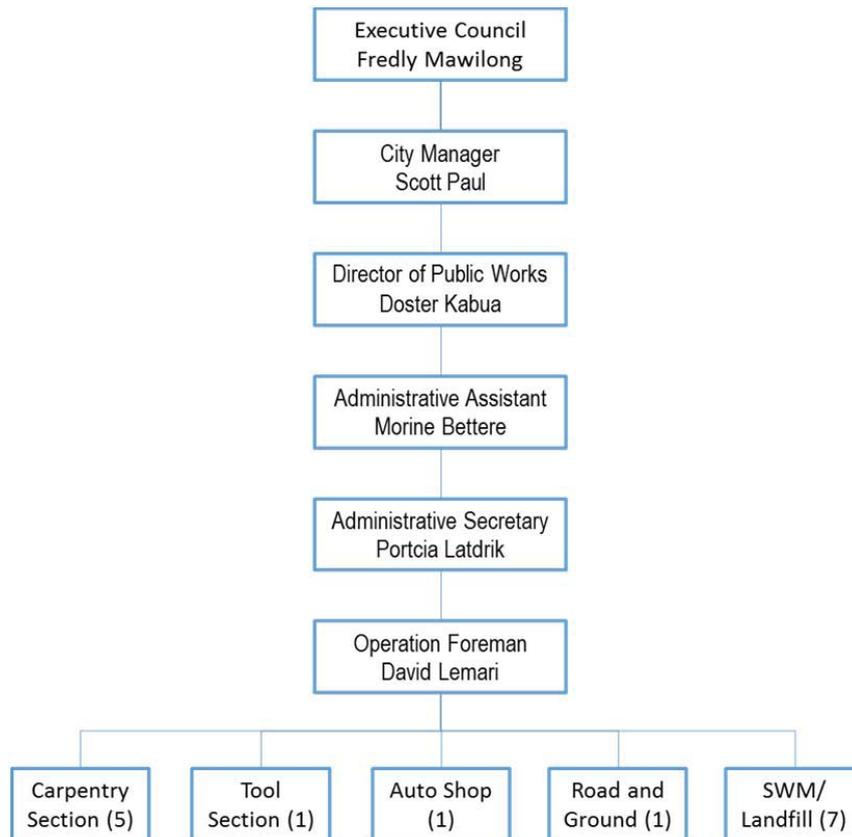 Executive Council
Fredly Mawilong
City Manager
Scott Paul
Director of Public Works
Doster Kabua
Administrative Assistant
Morine Bettere
Administrative Secretary
Portcia Latdrik
Operation Foreman
David Lemari
Carpentry
Section (5)
Tool
Section (1)
Auto Shop
(1)
Road and
Ground (1)
SWM/
Landfill (7)